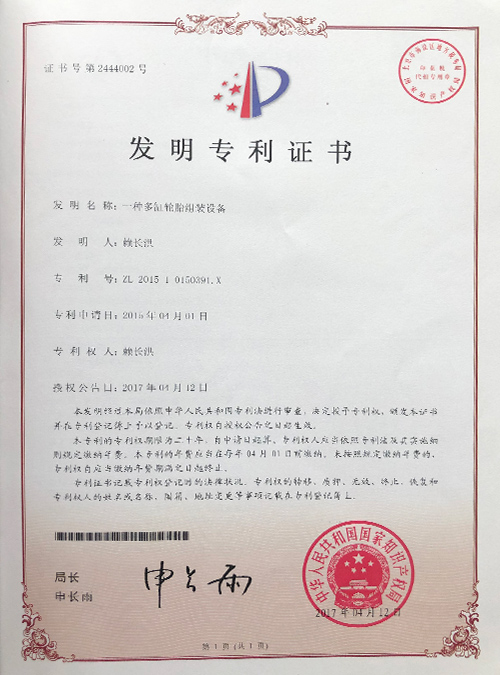 证书号第2444002号
发明专利证书
发 明 名 称：一种多缸轮胎组装设备
发 明 人：赖长洪
专 利 号：ZL 2015 1 0150391.X
专利申请日：2015年04月01日
专 利 权 人：赖长洪
授权公告日：2017年04月12日
本发明经过本局依照中华人民共和国专利法进行审查，决定授予专利权，颁发本证书
并在专利登记簿上予以登记。专利权自授权公告之日起生效。
本专利的专利权期限为二十年，自申请日起算。专利权人应当依照专利法及其实施细
则规定缴纳年费。本专利的年费应当在每年04月01日前缴纳。未按照规定缴纳年费的，
专利权自应当缴纳年费期满之日起终止。
专利证书记载专利权登记时的法律状况。专利权的转移、质押、无效、终止、恢复和
专利权人的姓名或名称、国籍、地址变更等事项记载在专利登记簿上。
局长
申长雨
申长雨
中华人民共和国国家知识产权局
2017年04月12日
第1页(共1页)